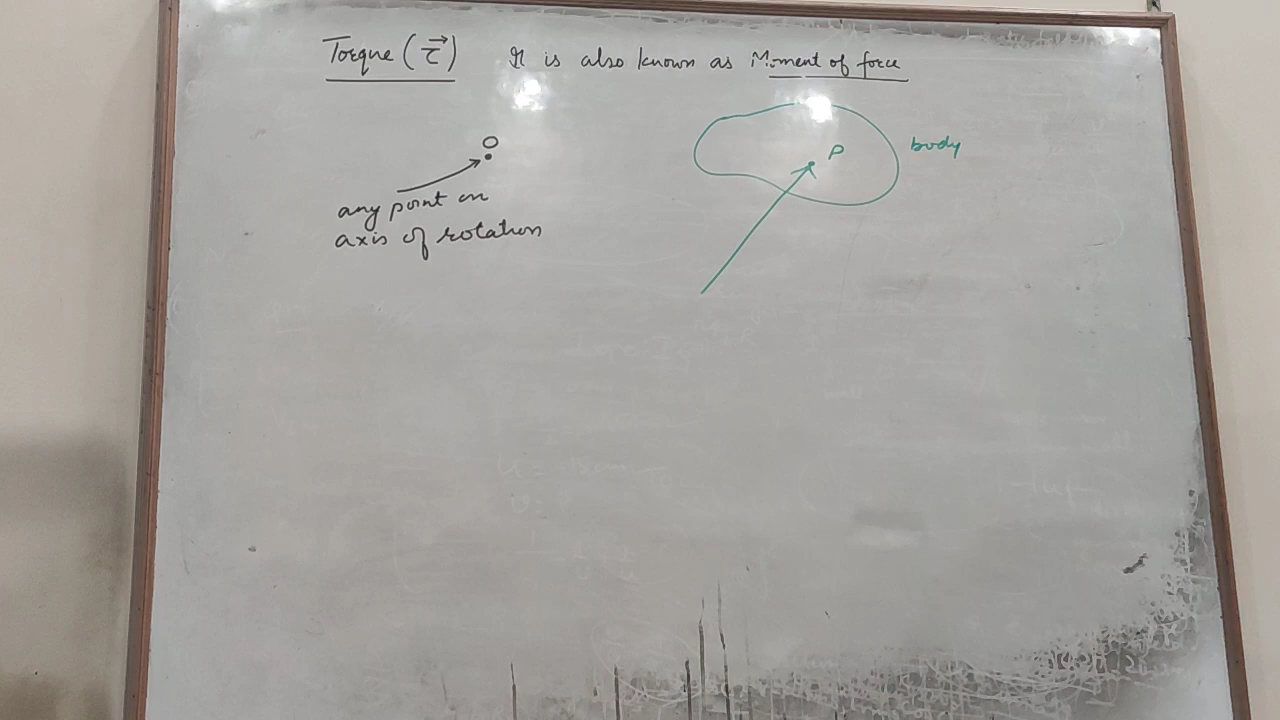 Torque (τ⃗) It is also known as Moment of force
O
P
body
any point on
axis of rotation